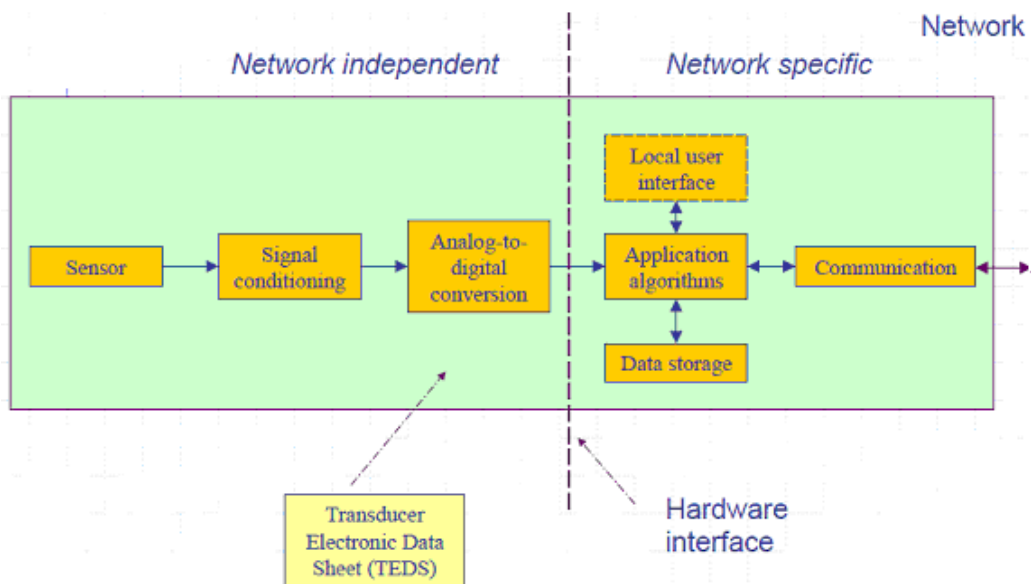 Network
Network independent
Network specific
Local user
interface
Sensor
Signal
conditioning
Analog-to-
digital
conversion
Application
algorithms
Communication
Data storage
Transducer
Electronic Data
Sheet (TEDS)
Hardware
interface